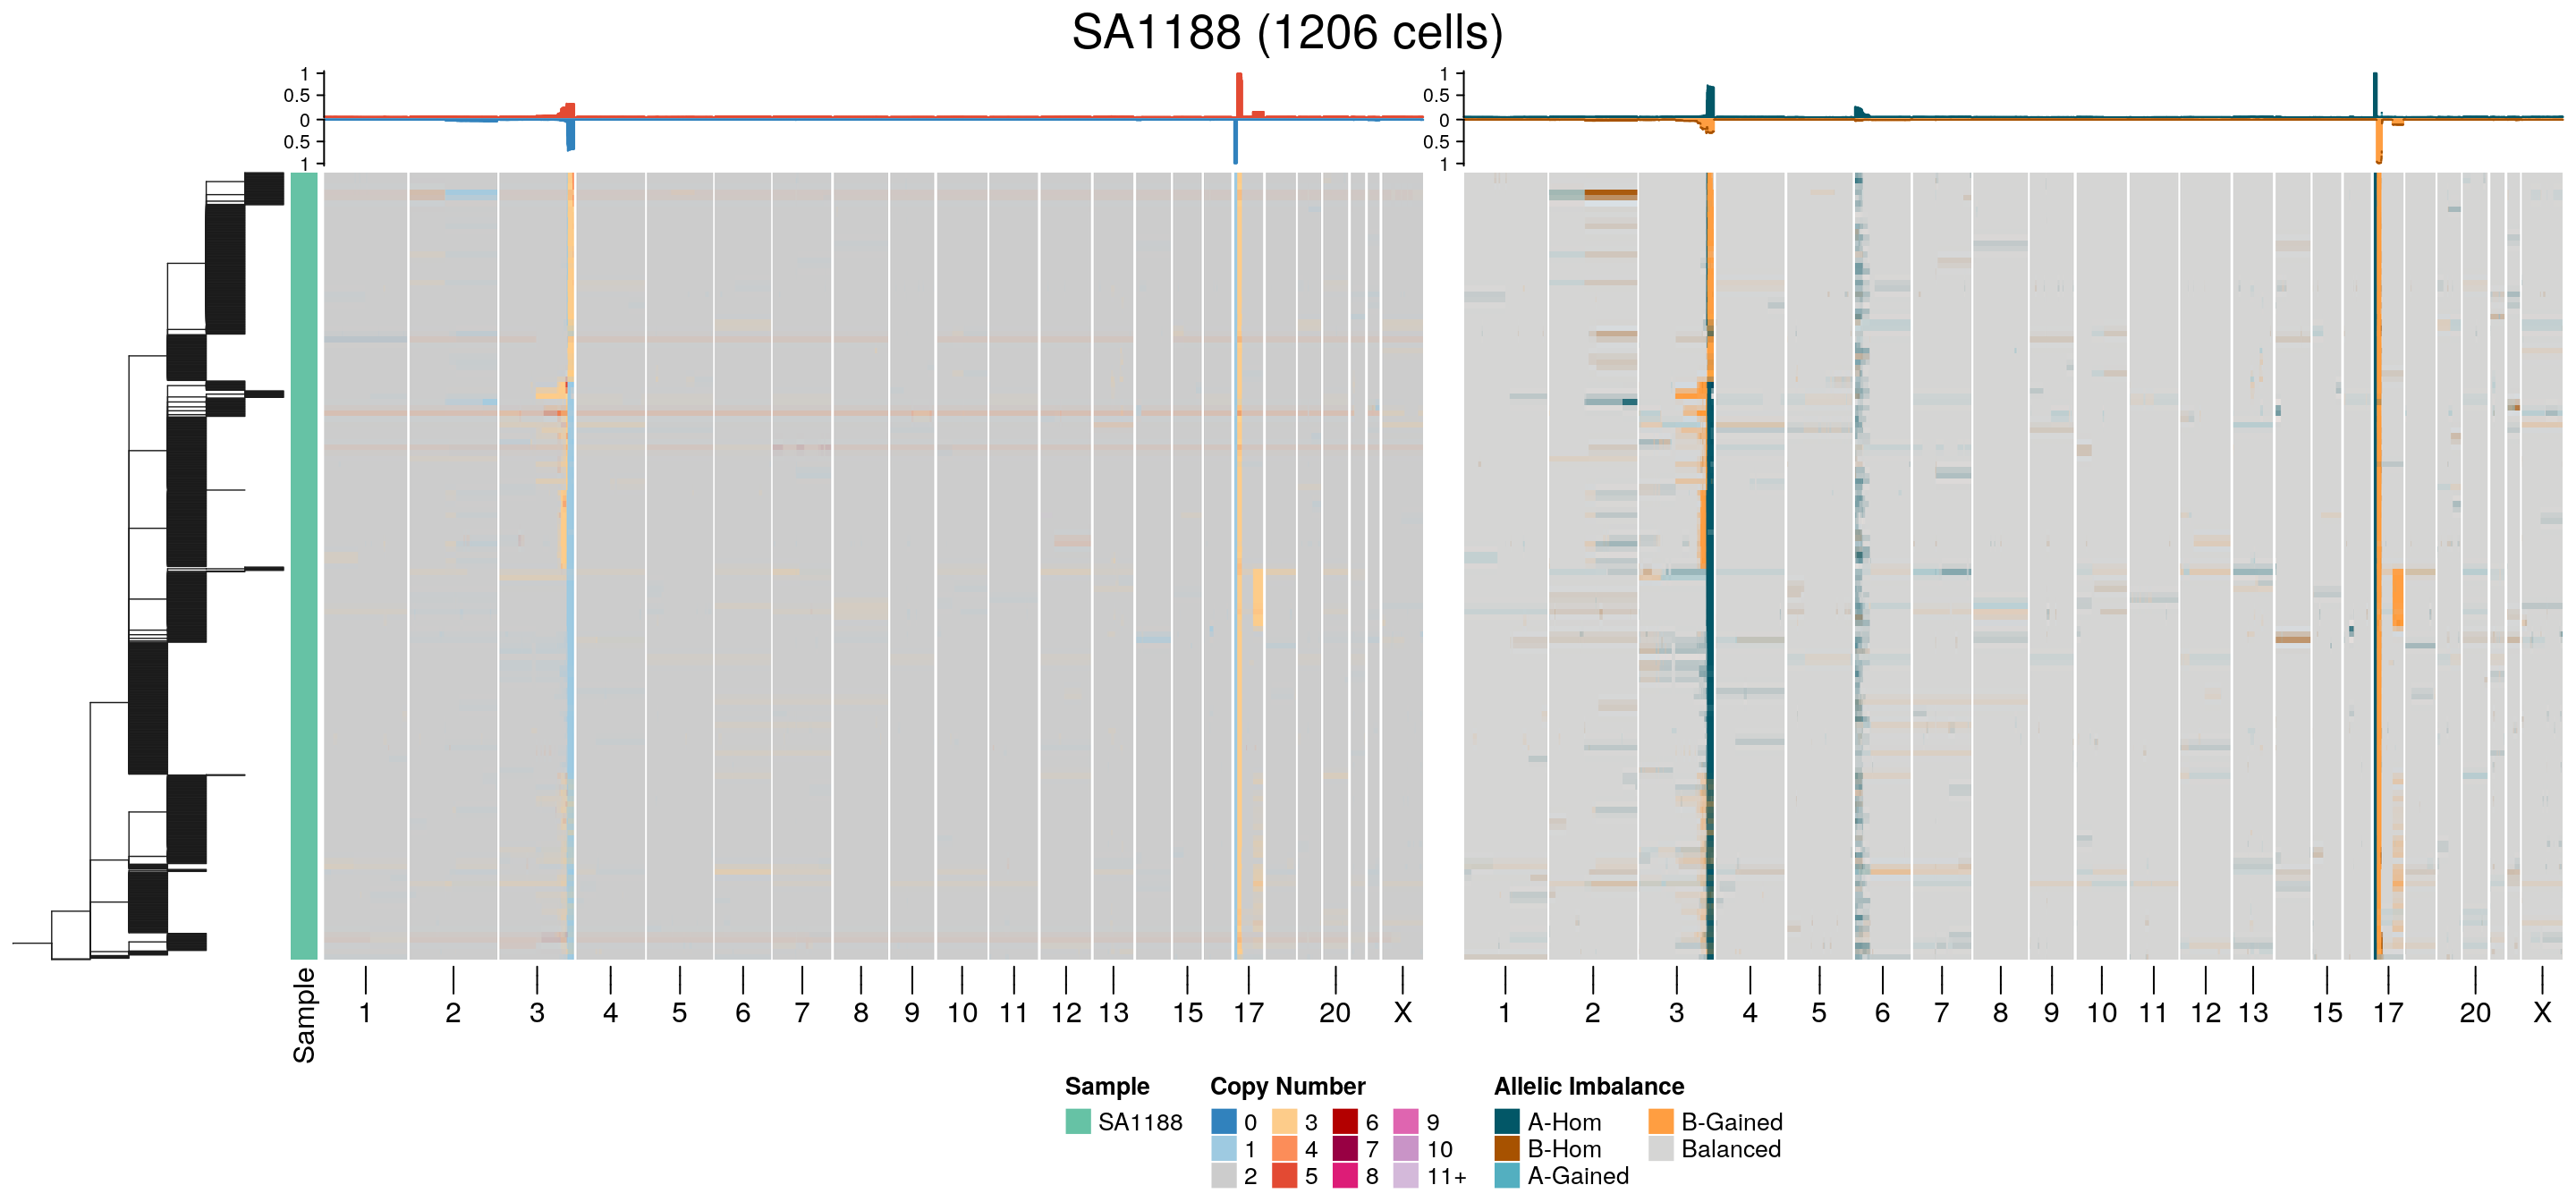 SA1188 (1206 cells)
1
0.5
0
0.5
1
1
0.5
0
0.5
1
Sample
1 2 3 4 5 6 7 8 9 10 11 12 13 15 17 20 X
1 2 3 4 5 6 7 8 9 10 11 12 13 15 17 20 X
Sample
SA1188
Copy Number
0 3 6 9
1 4 7 10
2 5 8 11+
Allelic Imbalance
A-Hom B-Gained
B-Hom Balanced
A-Gained